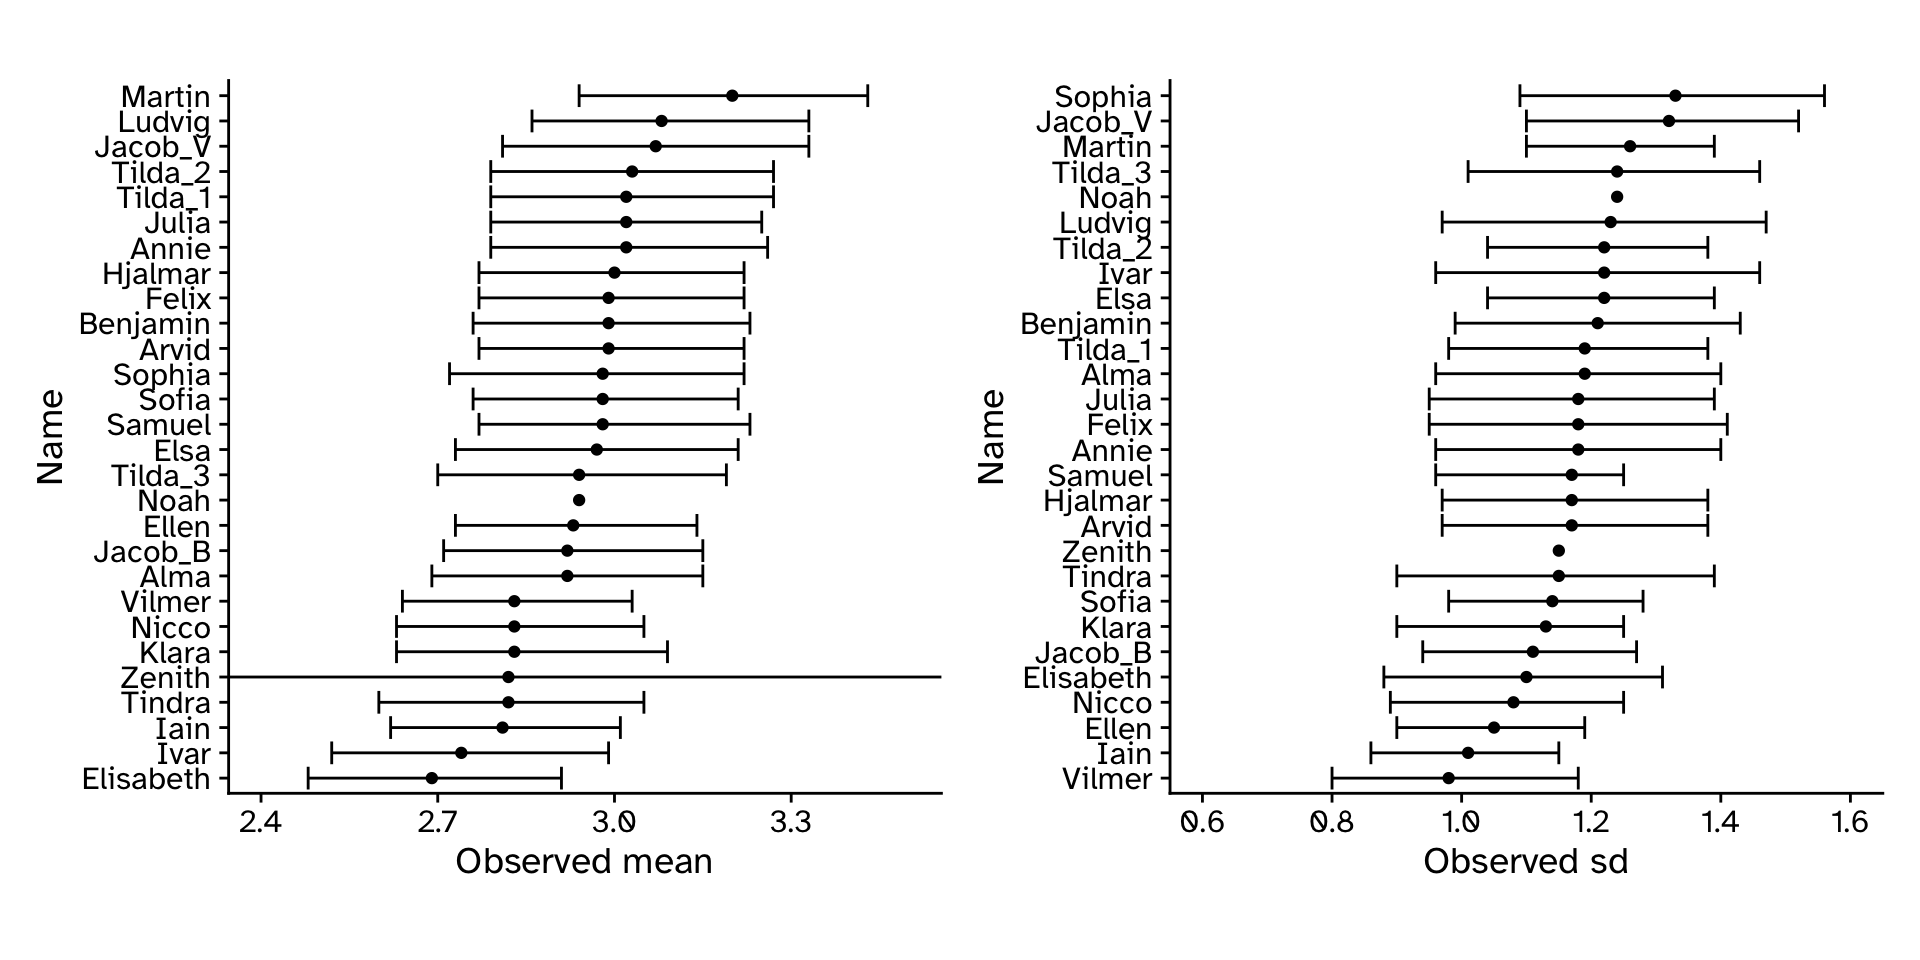 Martin
Ludvig
Jacob_V
Tilda_2
Tilda_1
Julia
Annie
Hjalmar
Felix
Benjamin
Arvid
Sophia
Sofia
Samuel
Elsa
Tilda_3
Noah
Ellen
Jacob_B
Alma
Vilmer
Nicco
Klara
Zenith
Tindra
Iain
Ivar
Elisabeth
Name
2.4 2.7 3.0 3.3
Observed mean
Sophia
Jacob_V
Martin
Tilda_3
Noah
Ludvig
Tilda_2
Ivar
Elsa
Benjamin
Tilda_1
Alma
Julia
Felix
Annie
Samuel
Hjalmar
Arvid
Zenith
Tindra
Sofia
Klara
Jacob_B
Elisabeth
Nicco
Ellen
Iain
Vilmer
Name
0.6 0.8 1.0 1.2 1.4 1.6
Observed sd